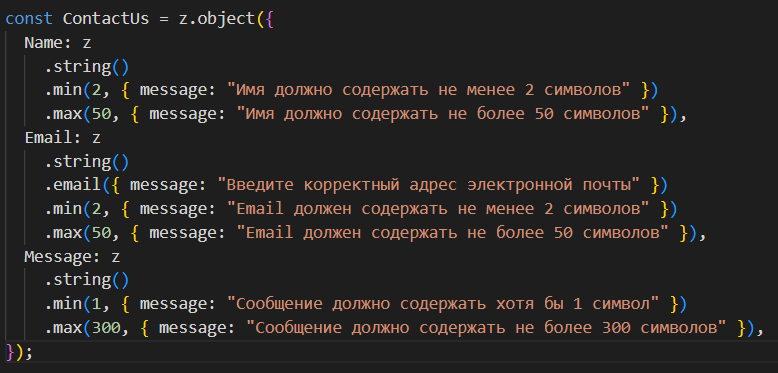 const ContactUs = z.object({
  Name: z
    .string()
    .min(2, { message: "Имя должно содержать не менее 2 символов" })
    .max(50, { message: "Имя должно содержать не более 50 символов" }),
  Email: z
    .string()
    .email({ message: "Введите корректный адрес электронной почты" })
    .min(2, { message: "Email должен содержать не менее 2 символов" })
    .max(50, { message: "Email должен содержать не более 50 символов" }),
  Message: z
    .string()
    .min(1, { message: "Сообщение должно содержать хотя бы 1 символ" })
    .max(300, { message: "Сообщение должно содержать не более 300 символов" }),
});